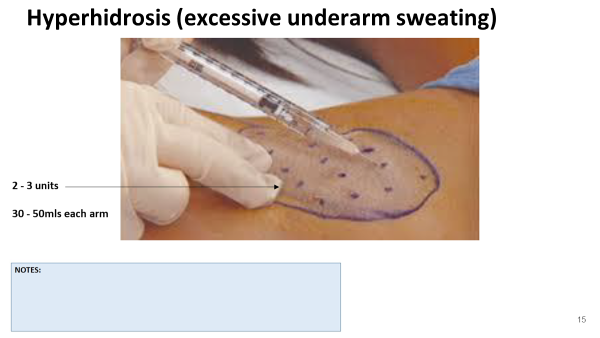 Hyperhidrosis (excessive underarm sweating)
2 - 3 units
30 - 50mls each arm
NOTES:
15